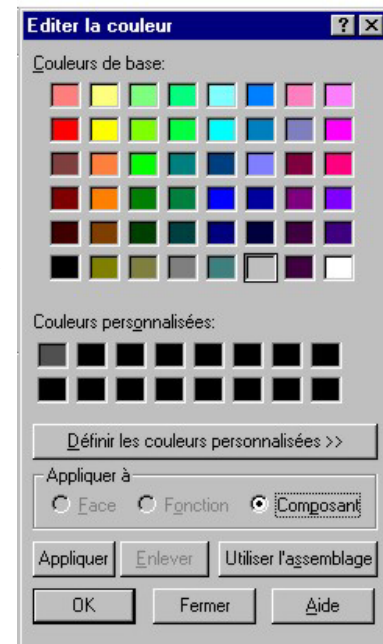 Editer la couleur ? ×
Couleurs de base:
Couleurs personnalisées:
Définir les couleurs personnalisées >>
Appliquer à
Face Fonction Composant
Appliquer Enlever Utiliser l'assemblage
OK Fermer Aide